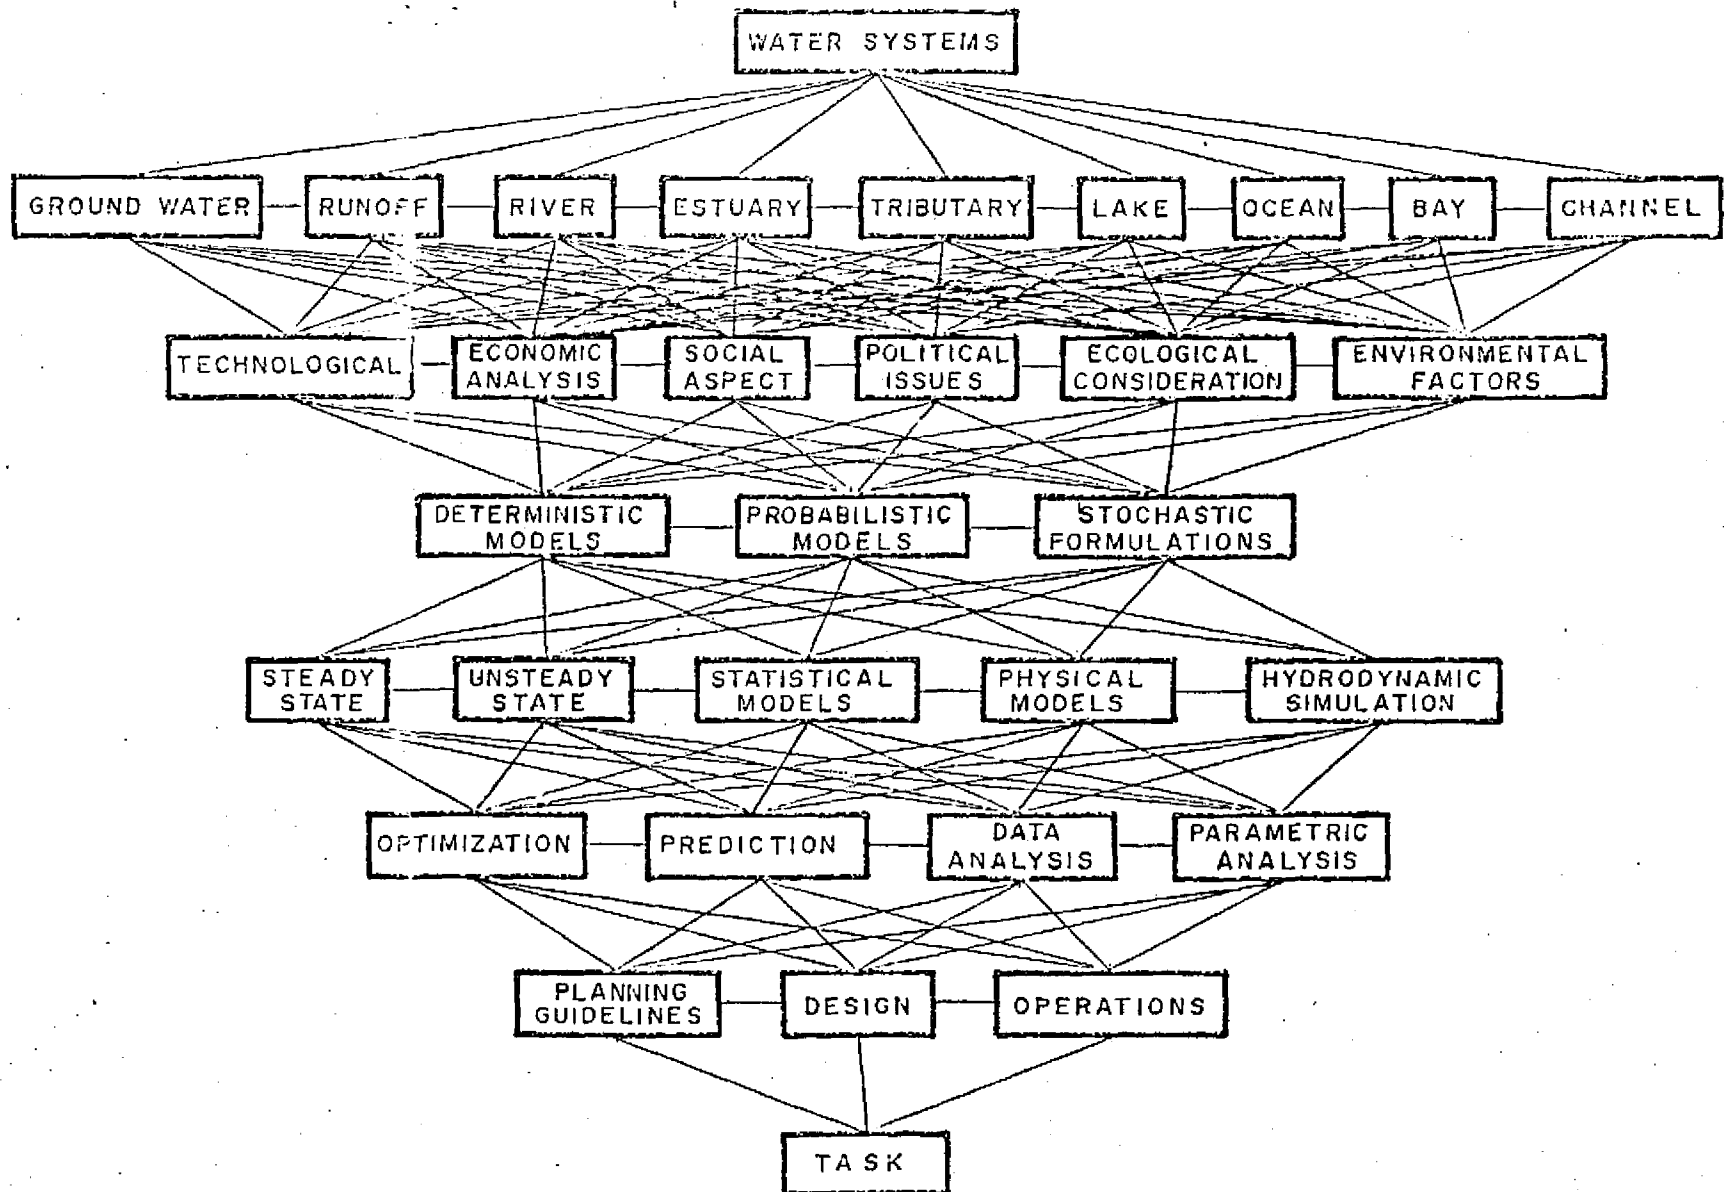 WATER SYSTEMS
GROUND WATER
RUNOFF
RIVER
ESTUARY
TRIBUTARY
LAKE
OCEAN
BAY
CHANNEL
TECHNOLOGICAL
ECONOMIC
ANALYSIS
SOCIAL
ASPECT
POLITICAL
ISSUES
ECOLOGICAL
CONSIDERATION
ENVIRONMENTAL
FACTORS
DETERMINISTIC
MODELS
PROBABILISTIC
MODELS
STOCHASTIC
FORMULATIONS
STEADY
STATE
UNSTEADY
STATE
STATISTICAL
MODELS
PHYSICAL
MODELS
HYDRODYNAMIC
SIMULATION
OPTIMIZATION
PREDICTION
DATA
ANALYSIS
PARAMETRIC
ANALYSIS
PLANNING
GUIDELINES
DESIGN
OPERATIONS
TASK